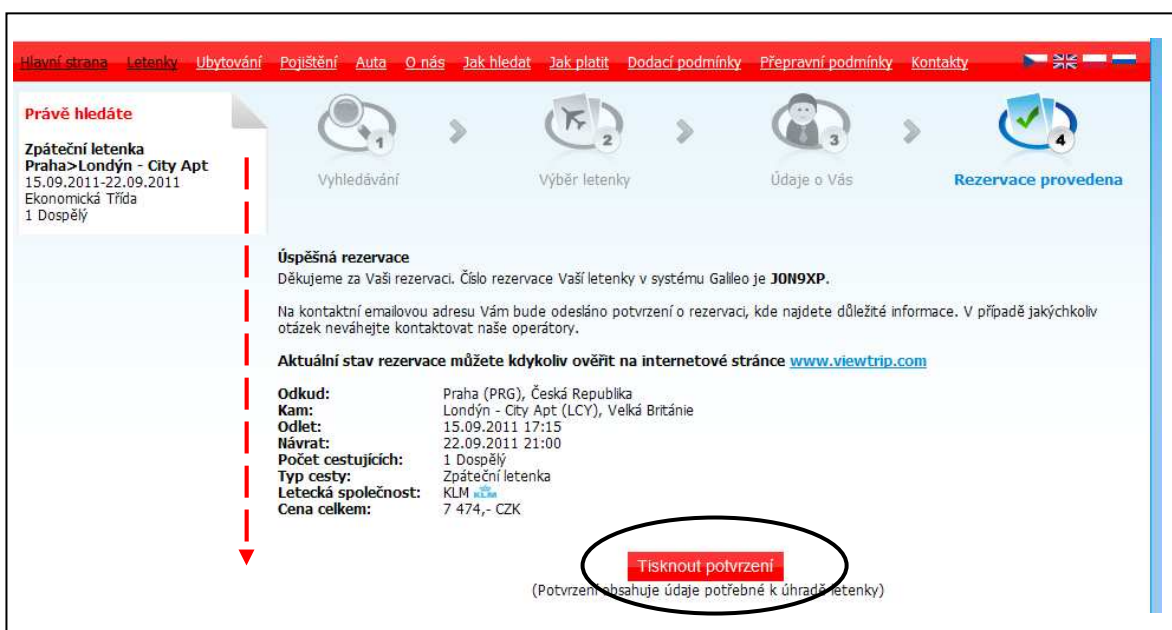 Hlavní strana Letenky Ubytování Pojištění Auta O nás Jak hledat Jak platit Dodací podmínky Přepravní podmínky Kontakty
Právě hledáte
Zpáteční letenka
Praha>Londýn - City Apt
15.09.2011-22.09.2011
Ekonomická Třída
1 Dospělý
1 2 3 4
Vyhledávání Výběr letenky Údaje o Vás Rezervace provedena
Úspěšná rezervace
Děkujeme za Vaši rezervaci. Číslo rezervace Vaší letenky v systému Galileo je J0N9XP.
Na kontaktní emailovou adresu Vám bude odesláno potvrzení o rezervaci, kde najdete důležité informace. V případě jakýchkoliv
otázek neváhejte kontaktovat naše operátory.
Aktuální stav rezervace můžete kdykoliv ověřit na internetové stránce www.viewtrip.com
Odkud: Praha (PRG), Česká Republika
Kam: Londýn - City Apt (LCY), Velká Británie
Odlet: 15.09.2011 17:15
Návrat: 22.09.2011 21:00
Počet cestujících: 1 Dospělý
Typ cesty: Zpáteční letenka
Letecká společnost: KLM KLM
Cena celkem: 7 474,- CZK
Tisknout potvrzení
(Potvrzení obsahuje údaje potřebné k úhradě letenky)